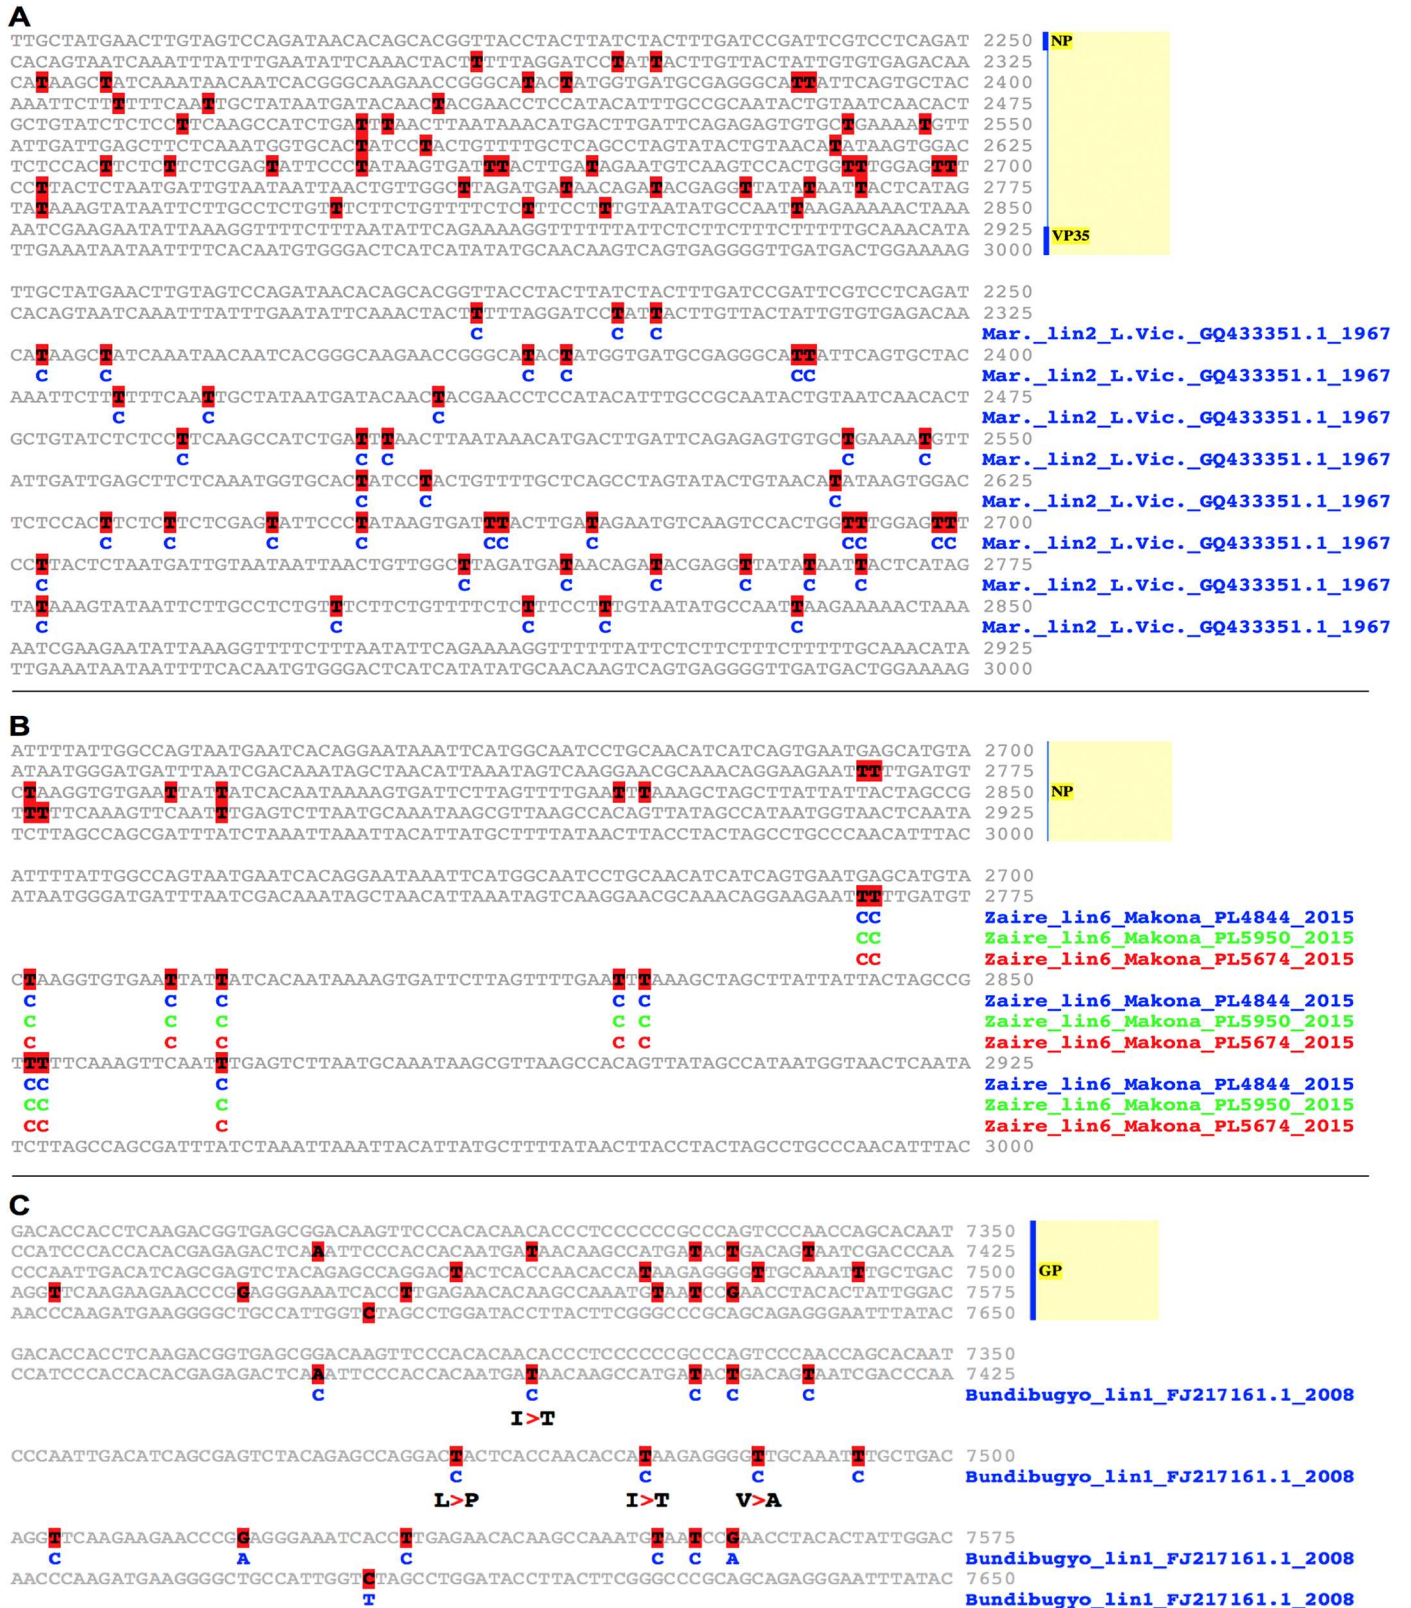 A
TTGCTATGAACTTGTAGTCCAGATAACACAGCACGGTTACCTACTTATCTACTTTGATCCGATTCGTCCTCAGAT 2250 NP
CACAGTAATCAAATTTATTTGAATATTCAAACTACTTTTTAGGATCCTATTACTTGTTACTATTGTGTGAGACAA 2325
CATAAGCTATCAAATAACAATCACGGGCAAGAACCGGGCATACTATGGTGATGCGAGGGCATTATTCAGTGCTAC 2400
AAATTCTTTTTTCAATTGCTATAATGATACAACTACGAACCTCCATACATTTGCCGCAATACTGTAATCAACACT 2475
GCTGTATCTCTCCTTCAAGCCATCTGATTTAACTTAATAAACATGACTTGATTCAGAGAGTGTGCTGAAAATGTT 2550
ATTGATTGAGCTTCTCAAATGGTGCACTATCCTACTGTTTTGCTCAGCCTAGTATACTGTAACATATAAGTGGAC 2625
TCTCCACTTCTCTTCTCGAGTATTCCCTATAAGTGATTTACTTGATAGAATGTCAAGTCCACTGGTTTGGAGTTT 2700
CCTTACTCTAATGATTGTAATAATTAACTGTTGGCTTAGATGATAACAGATACGAGGTTATATAATTACTCATAG 2775
TATAAAGTATAATTCTTGCCTCTGTTTCTTCTGTTTTCTCTTTCCTTTGTAATATGCCAATTAAGAAAAACTAAA 2850
AATCGAAGAATATTAAAGGTTTTCTTTAATATTCAGAAAAGGTTTTTTATTCTCTTCTTTCTTTTTGCAAACATA 2925 VP35
TTGAAATAATAATTTTCACAATGTGGGACTCATCATATATGCAACAAGTCAGTGAGGGGTTGATGACTGGAAAAG 3000
TTGCTATGAACTTGTAGTCCAGATAACACAGCACGGTTACCTACTTATCTACTTTGATCCGATTCGTCCTCAGAT 2250
CACAGTAATCAAATTTATTTGAATATTCAAACTACTTTTTAGGATCCTATTACTTGTTACTATTGTGTGAGACAA 2325
C C C Mar._lin2_L.Vic._GQ433351.1_1967
CATAAGCTATCAAATAACAATCACGGGCAAGAACCGGGCATACTATGGTGATGCGAGGGCATTATTCAGTGCTAC 2400
C C C C CC Mar._lin2_L.Vic._GQ433351.1_1967
AAATTCTTTTTTCAATTGCTATAATGATACAACTACGAACCTCCATACATTTGCCGCAATACTGTAATCAACACT 2475
C C C Mar._lin2_L.Vic._GQ433351.1_1967
GCTGTATCTCTCCTTCAAGCCATCTGATTTAACTTAATAAACATGACTTGATTCAGAGAGTGTGCTGAAAATGTT 2550
C C C C C Mar._lin2_L.Vic._GQ433351.1_1967
ATTGATTGAGCTTCTCAAATGGTGCACTATCCTACTGTTTTGCTCAGCCTAGTATACTGTAACATATAAGTGGAC 2625
C C C Mar._lin2_L.Vic._GQ433351.1_1967
TCTCCACTTCTCTTCTCGAGTATTCCCTATAAGTGATTTACTTGATAGAATGTCAAGTCCACTGGTTTGGAGTTT 2700
C C C C CC C CC CC Mar._lin2_L.Vic._GQ433351.1_1967
CCTTACTCTAATGATTGTAATAATTAACTGTTGGCTTAGATGATAACAGATACGAGGTTATATAATTACTCATAG 2775
C C C C C C C Mar._lin2_L.Vic._GQ433351.1_1967
TATAAAGTATAATTCTTGCCTCTGTTTCTTCTGTTTTCTCTTTCCTTTGTAATATGCCAATTAAGAAAAACTAAA 2850
C C C C C Mar._lin2_L.Vic._GQ433351.1_1967
AATCGAAGAATATTAAAGGTTTTCTTTAATATTCAGAAAAGGTTTTTTATTCTCTTCTTTCTTTTTGCAAACATA 2925
TTGAAATAATAATTTTCACAATGTGGGACTCATCATATATGCAACAAGTCAGTGAGGGGTTGATGACTGGAAAAG 3000
B
ATTTTATTGGCCAGTAATGAATCACAGGAATAAATTCATGGCAATCCTGCAACATCATCAGTGAATGAGCATGTA 2700
ATAATGGGATGATTTAATCGACAAATAGCTAACATTAAATAGTCAAGGAACGCAAACAGGAAGAATTTTTGATGT 2775
CTAAGGTGTGAATTATTATCACAATAAAAGTGATTCTTAGTTTTGAATTTAAAGCTAGCTTATTATTACTAGCCG 2850 NP
TTTTTCAAAGTTCAATTTGAGTCTTAATGCAAATAAGCGTTAAGCCACAGTTATAGCCATAATGGTAACTCAATA 2925
TCTTAGCCAGCGATTTATCTAAATTAAATTACATTATGCTTTTATAACTTACCTACTAGCCTGCCCAACATTTAC 3000
ATTTTATTGGCCAGTAATGAATCACAGGAATAAATTCATGGCAATCCTGCAACATCATCAGTGAATGAGCATGTA 2700
ATAATGGGATGATTTAATCGACAAATAGCTAACATTAAATAGTCAAGGAACGCAAACAGGAAGAATTTTTGATGT 2775
CC Zaire_lin6_Makona_PL4844_2015
CC Zaire_lin6_Makona_PL5950_2015
CC Zaire_lin6_Makona_PL5674_2015
CTAAGGTGTGAATTATTATCACAATAAAAGTGATTCTTAGTTTTGAATTTAAAGCTAGCTTATTATTACTAGCCG 2850
C C C C C Zaire_lin6_Makona_PL4844_2015
C C C C C Zaire_lin6_Makona_PL5950_2015
C C C C C Zaire_lin6_Makona_PL5674_2015
TTTTTCAAAGTTCAATTTGAGTCTTAATGCAAATAAGCGTTAAGCCACAGTTATAGCCATAATGGTAACTCAATA 2925
CC C Zaire_lin6_Makona_PL4844_2015
CC C Zaire_lin6_Makona_PL5950_2015
CC C Zaire_lin6_Makona_PL5674_2015
TCTTAGCCAGCGATTTATCTAAATTAAATTACATTATGCTTTTATAACTTACCTACTAGCCTGCCCAACATTTAC 3000
C
GACACCACCTCAAGACGGTGAGCGGACAAGTTCCCACACAACACCCTCCCCCCGCCCAGTCCCAACCAGCACAAT 7350
CCATCCCACCACACGAGAGACTCAAATTCCCACCACAATGATAACAAGCCATGATACTGACAGTAATCGACCCAA 7425
CCCAATTGACATCAGCGAGTCTACAGAGCCAGGACTACTCACCAACACCATAAGAGGGGTTGCAAATTTGCTGAC 7500 GP
AGGTTCAAGAAGAACCCGGAGGGAAATCACCTTGAGAACACAAGCCAAATGTAATCCGAACCTACACTATTGGAC 7575
AACCCAAGATGAAGGGGCTGCCATTGGTCTAGCCTGGATACCTTACTTCGGGCCCGCAGCAGAGGGAATTTATAC 7650
GACACCACCTCAAGACGGTGAGCGGACAAGTTCCCACACAACACCCTCCCCCCGCCCAGTCCCAACCAGCACAAT 7350
CCATCCCACCACACGAGAGACTCAAATTCCCACCACAATGATAACAAGCCATGATACTGACAGTAATCGACCCAA 7425
C C C C C Bundibugyo_lin1_FJ217161.1_2008
I>T
CCCAATTGACATCAGCGAGTCTACAGAGCCAGGACTACTCACCAACACCATAAGAGGGGTTGCAAATTTGCTGAC 7500
C C C C Bundibugyo_lin1_FJ217161.1_2008
L>P I>T V>A
AGGTTCAAGAAGAACCCGGAGGGAAATCACCTTGAGAACACAAGCCAAATGTAATCCGAACCTACACTATTGGAC 7575
C A C C C A Bundibugyo_lin1_FJ217161.1_2008
AACCCAAGATGAAGGGGCTGCCATTGGTCTAGCCTGGATACCTTACTTCGGGCCCGCAGCAGAGGGAATTTATAC 7650
T Bundibugyo_lin1_FJ217161.1_2008